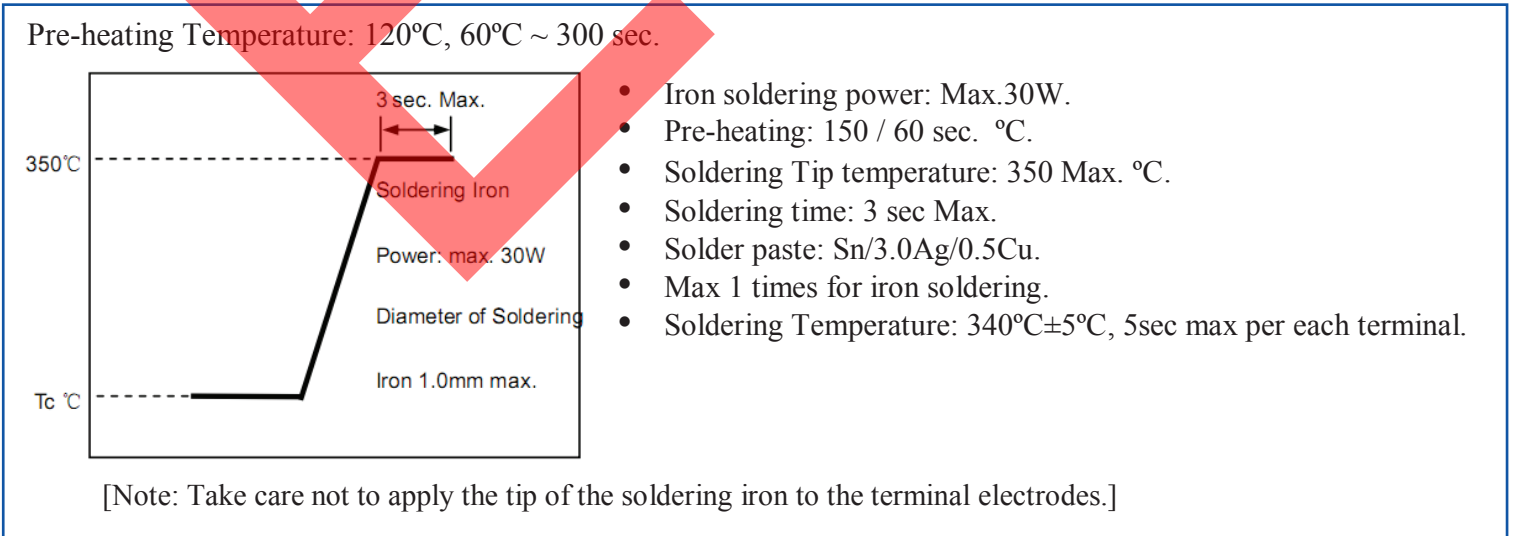 Pre-heating Temperature: 120ºC, 60ºC ~ 300 sec.
3 sec. Max.
350℃
Soldering Iron
Power: max. 30W
Diameter of Soldering
Iron 1.0mm max.
Tc ℃
• Iron soldering power: Max.30W.
• Pre-heating: 150 / 60 sec. ºC.
• Soldering Tip temperature: 350 Max. ºC.
• Soldering time: 3 sec Max.
• Solder paste: Sn/3.0Ag/0.5Cu.
• Max 1 times for iron soldering.
• Soldering Temperature: 340ºC±5ºC, 5sec max per each terminal.
[Note: Take care not to apply the tip of the soldering iron to the terminal electrodes.]